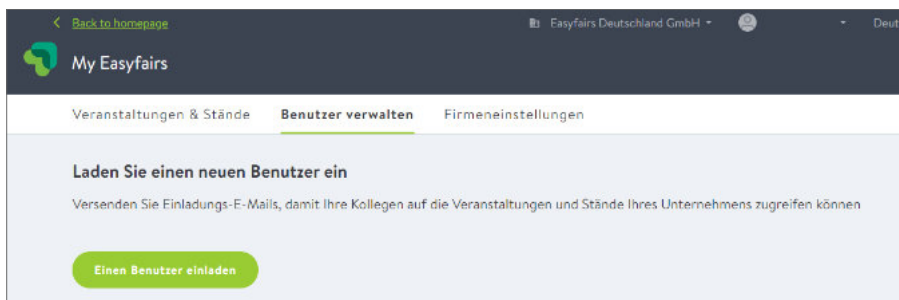 Back to homepage
Easyfairs Deutschland GmbH
My Easyfairs
Veranstaltungen & Stände Benutzer verwalten Firmeneinstellungen
Laden Sie einen neuen Benutzer ein
Versenden Sie Einladungs-E-Mails, damit Ihre Kollegen auf die Veranstaltungen und Stände Ihres Unternehmens zugreifen können
Einen Benutzer einladen